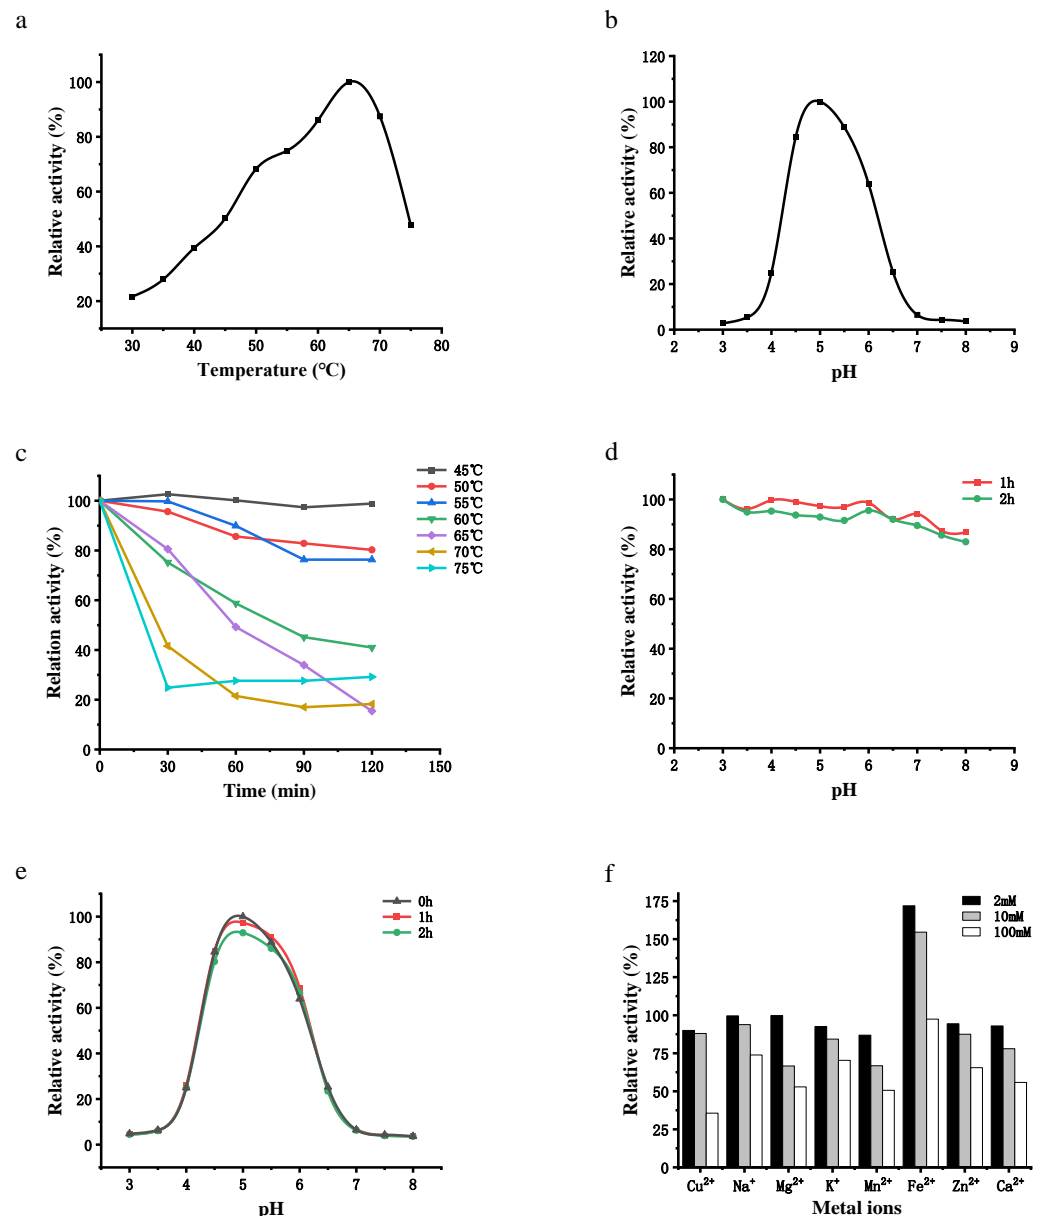 a
Relative activity (%)
100
80
60
40
20
30 40 50 60 70 80
Temperature (℃)
b
Relative activity (%)
120
100
80
60
40
20
0
2 3 4 5 6 7 8 9
pH
c
Relation activity (%)
100
80
60
40
20
0
0 30 60 90 120 150
Time (min)
45℃
50℃
55℃
60℃
65℃
70℃
75℃
d
Relative activity (%)
100
80
60
40
20
0
2 3 4 5 6 7 8 9
pH
1h
2h
e
Relative activity (%)
100
80
60
40
20
0
3 4 5 6 7 8
pH
0h
1h
2h
f
Relative activity (%)
175
150
125
100
75
50
25
0
Cu²⁺ Na⁺ Mg²⁺ K⁺ Mn²⁺ Fe²⁺ Zn²⁺ Ca²⁺
Metal ions
2mM
10mM
100mM